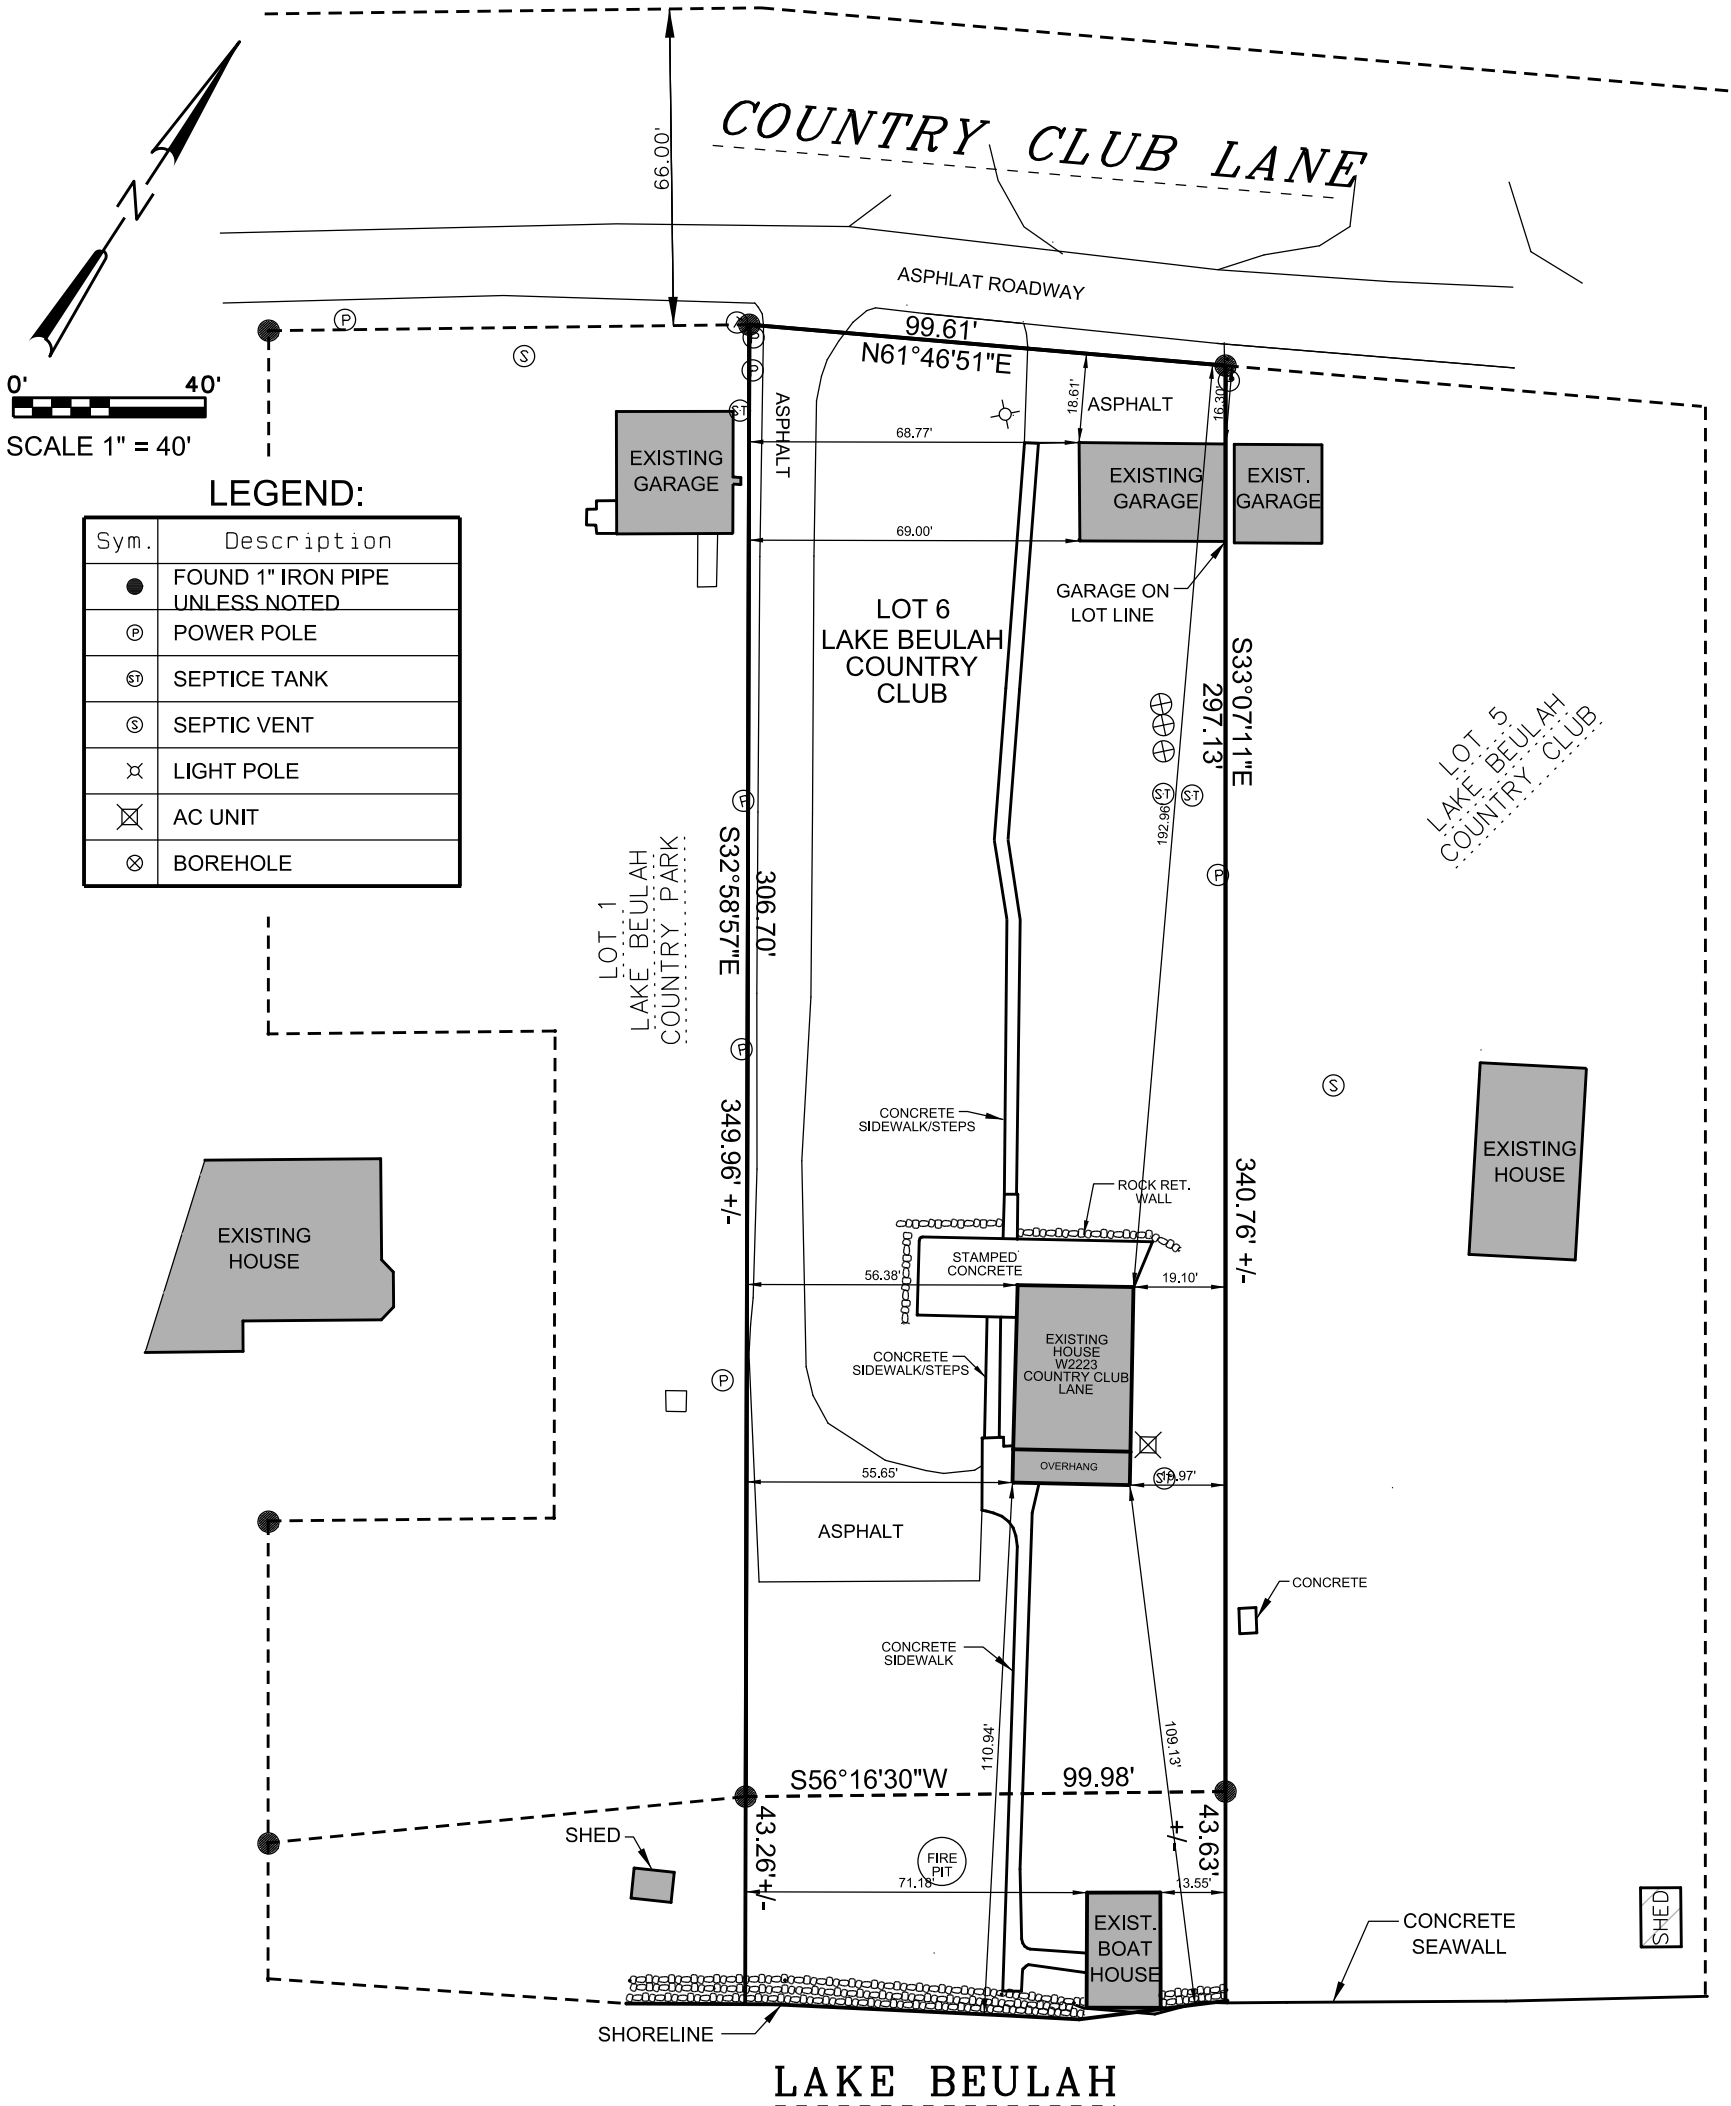 66.00'
COUNTRY CLUB LANE
N
ASPHLAT ROADWAY
0' 40'
SCALE 1" = 40'
99.61'
N61°46'51"E
P
S
P
P
P
ST
ASPHALT
18.61'
ASPHALT
16.30'
68.77'
EXISTING
GARAGE
EXISTING
GARAGE
EXIST.
GARAGE
69.00'
GARAGE ON
LOT LINE
LEGEND:
Sym. Description
FOUND 1" IRON PIPE
UNLESS NOTED
P POWER POLE
ST SEPTICE TANK
S SEPTIC VENT
LIGHT POLE
AC UNIT
BOREHOLE
LOT 6
LAKE BEULAH
COUNTRY
CLUB
S33°07'11"E
297.13'
LOT 5
LAKE BEULAH
COUNTRY CLUB
ST
ST
192.96'
P
P
LOT 1
LAKE BEULAH
COUNTRY PARK
S32°58'57"E
306.70'
P
349.96' +/-
340.76' +/-
S
CONCRETE
SIDEWALK/STEPS
ROCK RET.
WALL
EXISTING
HOUSE
EXISTING
HOUSE
STAMPED
CONCRETE
56.38'
19.10'
EXISTING
HOUSE
W2223
COUNTRY CLUB
LANE
CONCRETE
SIDEWALK/STEPS
P
OVERHANG
55.65'
ST
19.97'
ASPHALT
CONCRETE
CONCRETE
SIDEWALK
110.94'
109.13'
S56°16'30"W 99.98'
43.26'+/-
43.63'
+/-
SHED
FIRE
PIT
71.18'
13.55'
EXIST.
BOAT
HOUSE
CONCRETE
SEAWALL
SHED
SHORELINE
LAKE BEULAH